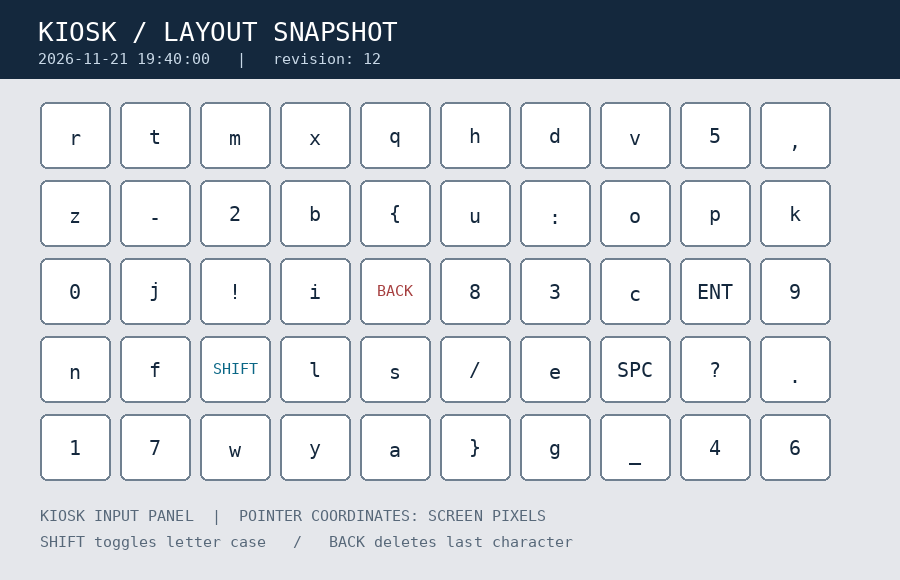 KIOSK / LAYOUT SNAPSHOT
2026-11-21 19:40:00 | revision: 12
r t m x q h d v 5 ,
z - 2 b { u : o p k
0 j ! i BACK 8 3 c ENT 9
n f SHIFT l s / e SPC ? .
1 7 w y a } g _ 4 6
KIOSK INPUT PANEL | POINTER COORDINATES: SCREEN PIXELS
SHIFT toggles letter case / BACK deletes last character